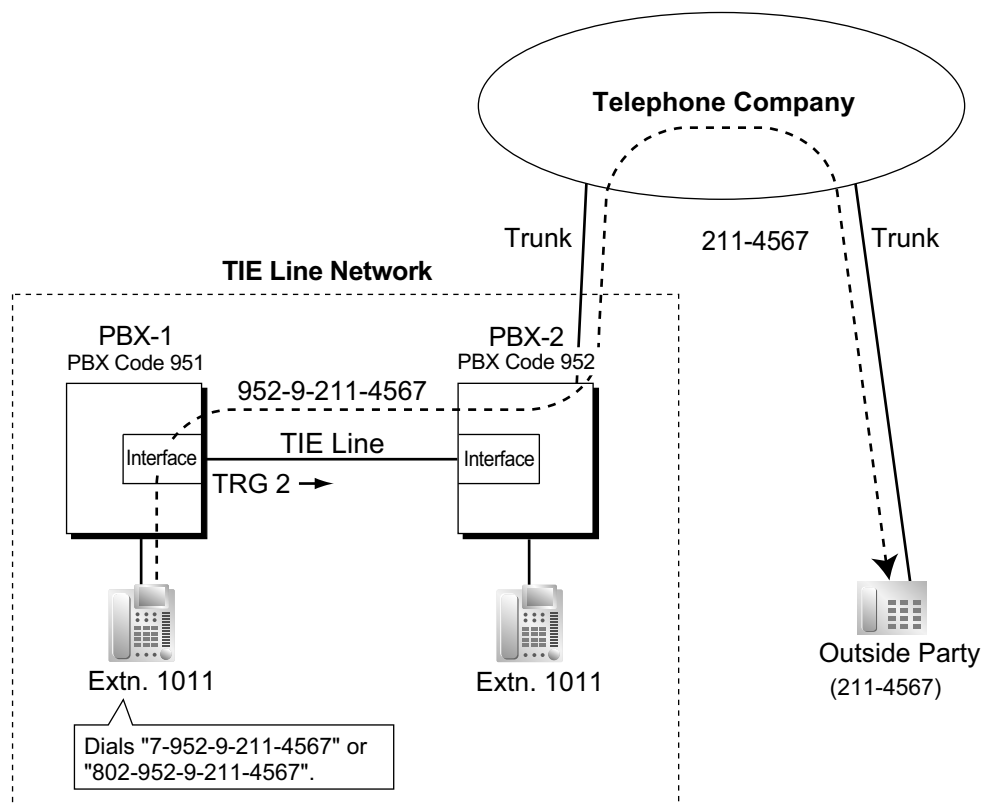 Telephone Company
Trunk
211-4567
Trunk
TIE Line Network
PBX-1
PBX Code 951
PBX-2
PBX Code 952
952-9-211-4567
Interface
TIE Line
Interface
TRG 2
Extn. 1011
Extn. 1011
Outside Party
(211-4567)
Dials "7-952-9-211-4567" or
"802-952-9-211-4567".